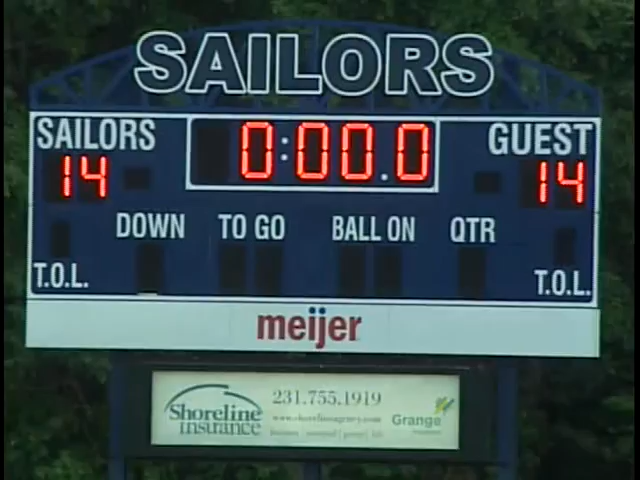 SAILORS
SAILORS 0:00.0 GUEST
14 14
DOWN TO GO BALL ON QTR
T.O.L. T.O.L.
meijer
Shoreline Insurance
231.755.1919
Grange